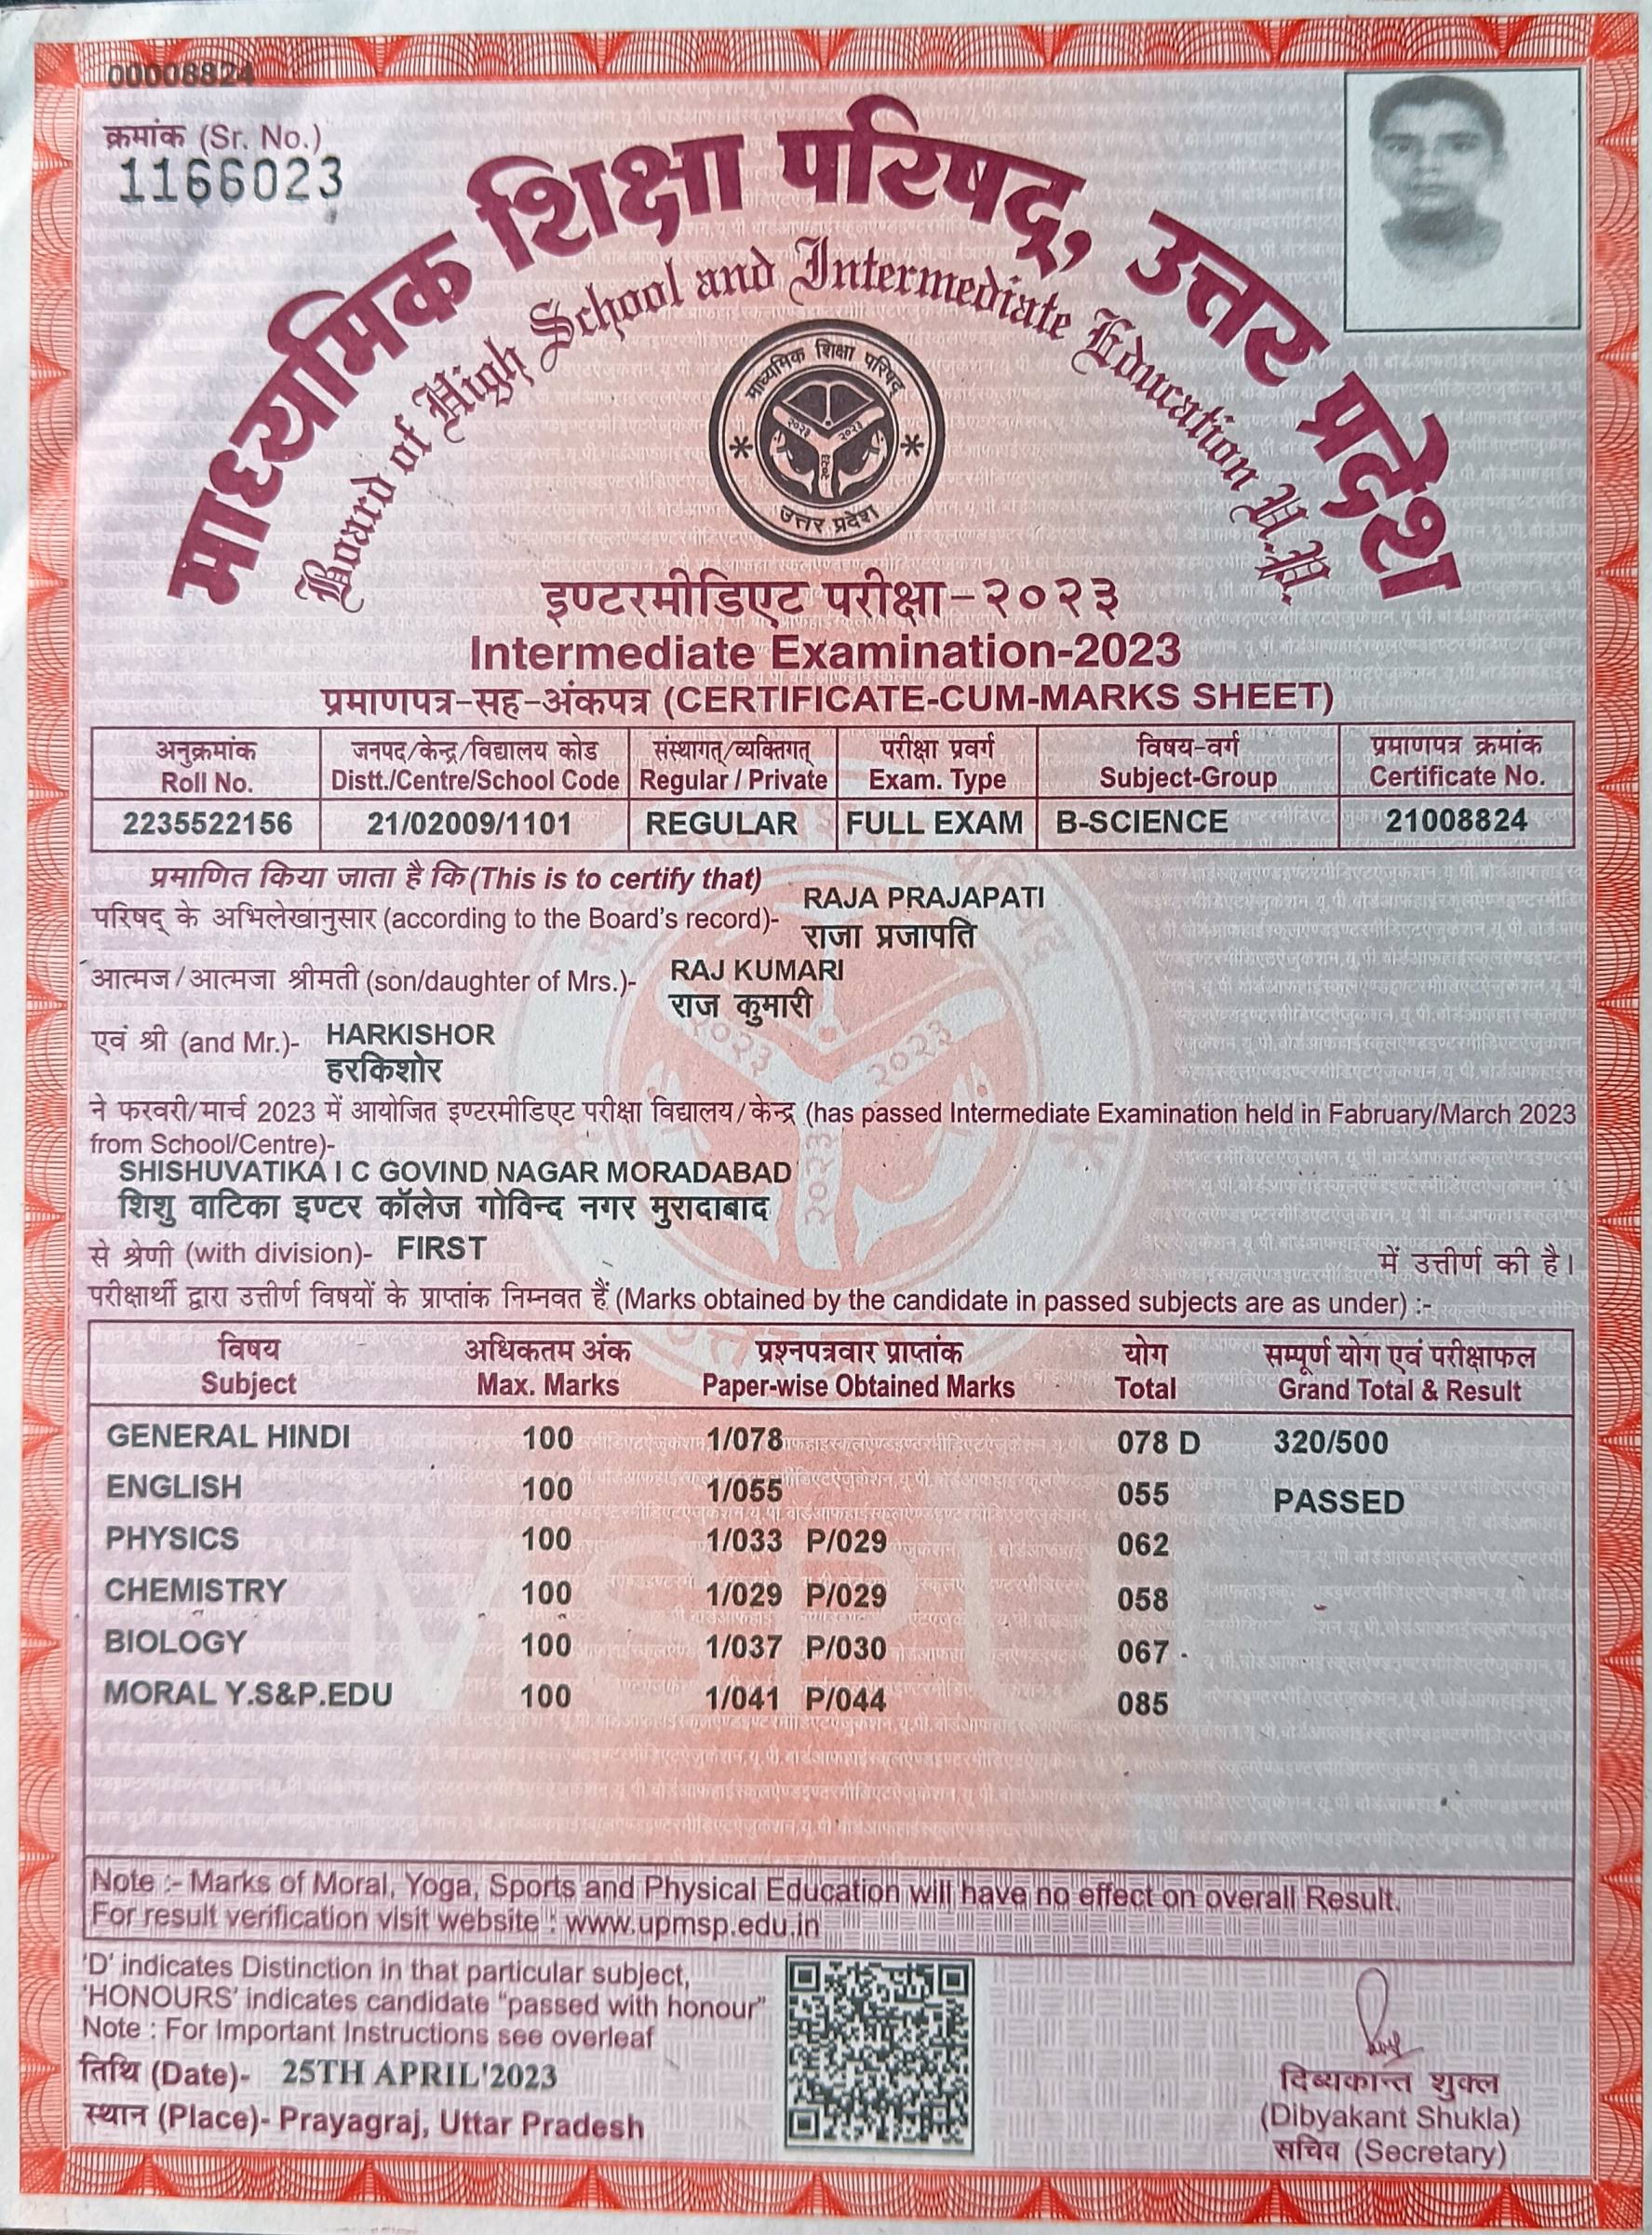 00008824
क्रमांक (Sr. No.)
1166023
माध्यमिक शिक्षा परिषद्, उत्तर प्रदेश
Board of High School and Intermediate Education U.P.
माध्यमिक शिक्षा परिषद्
२०२३ २०२३
२०२३
उत्तर प्रदेश
इण्टरमीडिएट परीक्षा-२०२३
Intermediate Examination-2023
प्रमाणपत्र-सह-अंकपत्र (CERTIFICATE-CUM-MARKS SHEET)
अनुक्रमांक जनपद/केन्द्र/विद्यालय कोड संस्थागत्/व्यक्तिगत् परीक्षा प्रवर्ग विषय-वर्ग प्रमाणपत्र क्रमांक
Roll No. Distt./Centre/School Code Regular / Private Exam. Type Subject-Group Certificate No.
2235522156 21/02009/1101 REGULAR FULL EXAM B-SCIENCE 21008824
प्रमाणित किया जाता है कि (This is to certify that)
परिषद् के अभिलेखानुसार (according to the Board's record)- RAJA PRAJAPATI
राजा प्रजापति
आत्मज/आत्मजा श्रीमती (son/daughter of Mrs.)- RAJ KUMARI
राज कुमारी
एवं श्री (and Mr.)- HARKISHOR
हरकिशोर
ने फरवरी/मार्च 2023 में आयोजित इण्टरमीडिएट परीक्षा विद्यालय/केन्द्र (has passed Intermediate Examination held in Fabruary/March 2023
from School/Centre)-
SHISHUVATIKA I C GOVIND NAGAR MORADABAD
शिशु वाटिका इण्टर कॉलेज गोविन्द नगर मुरादाबाद
से श्रेणी (with division)- FIRST में उत्तीर्ण की है।
परीक्षार्थी द्वारा उत्तीर्ण विषयों के प्राप्तांक निम्नवत हैं (Marks obtained by the candidate in passed subjects are as under) :-
विषय अधिकतम अंक प्रश्नपत्रवार प्राप्तांक योग सम्पूर्ण योग एवं परीक्षाफल
Subject Max. Marks Paper-wise Obtained Marks Total Grand Total & Result
GENERAL HINDI 100 1/078 078 D 320/500
ENGLISH 100 1/055 055 PASSED
PHYSICS 100 1/033 P/029 062
CHEMISTRY 100 1/029 P/029 058
BIOLOGY 100 1/037 P/030 067
MORAL Y.S&P.EDU 100 1/041 P/044 085
Note :- Marks of Moral, Yoga, Sports and Physical Education will have no effect on overall Result.
For result verification visit website : www.upmsp.edu.in
'D' indicates Distinction in that particular subject,
'HONOURS' indicates candidate "passed with honour"
Note : For Important Instructions see overleaf
तिथि (Date)- 25TH APRIL'2023
स्थान (Place)- Prayagraj, Uttar Pradesh
दिब्यकान्त शुक्ल
(Dibyakant Shukla)
सचिव (Secretary)